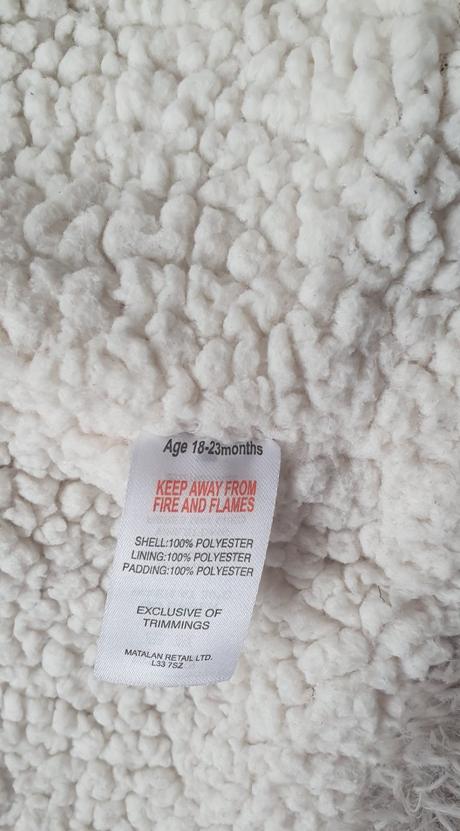 Age 18-23months
KEEP AWAY FROM
FIRE AND FLAMES
SHELL:100% POLYESTER
LINING:100% POLYESTER
PADDING:100% POLYESTER
EXCLUSIVE OF
TRIMMINGS
MATALAN RETAIL LTD.
L33 7SZ